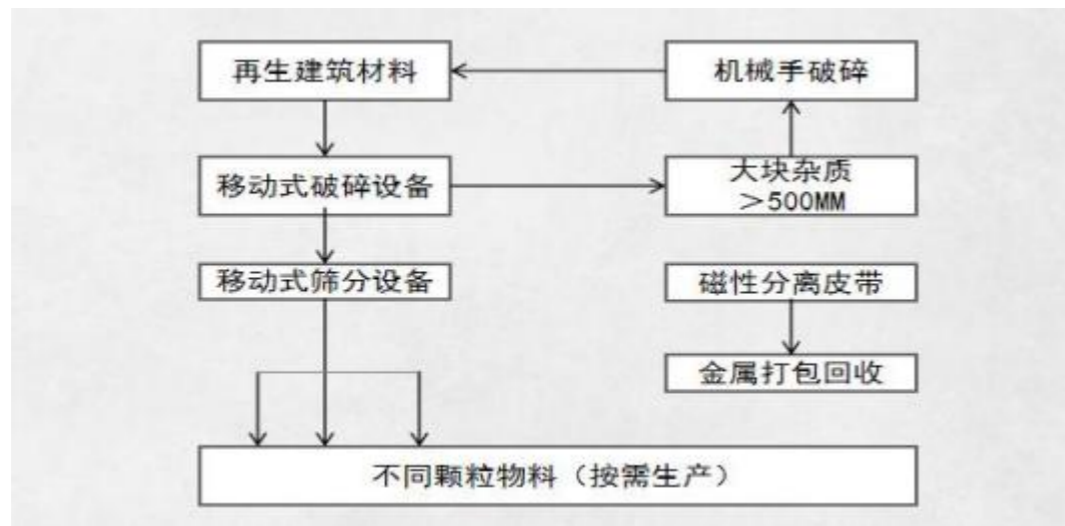 再生建筑材料
机械手破碎
移动式破碎设备
大块杂质
＞500MM
移动式筛分设备
磁性分离皮带
金属打包回收
不同颗粒物料（按需生产）